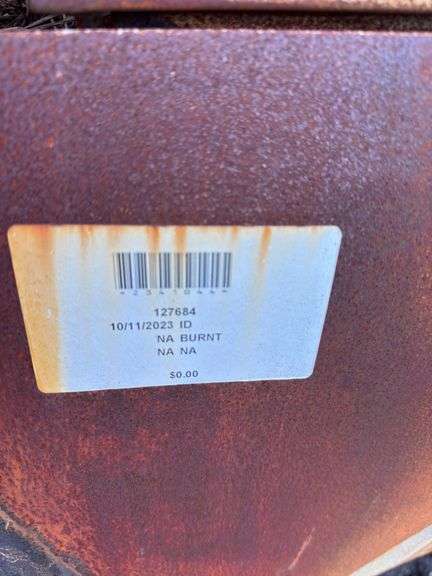 127684
10/11/2023 ID
NA BURNT
NA NA
$0.00